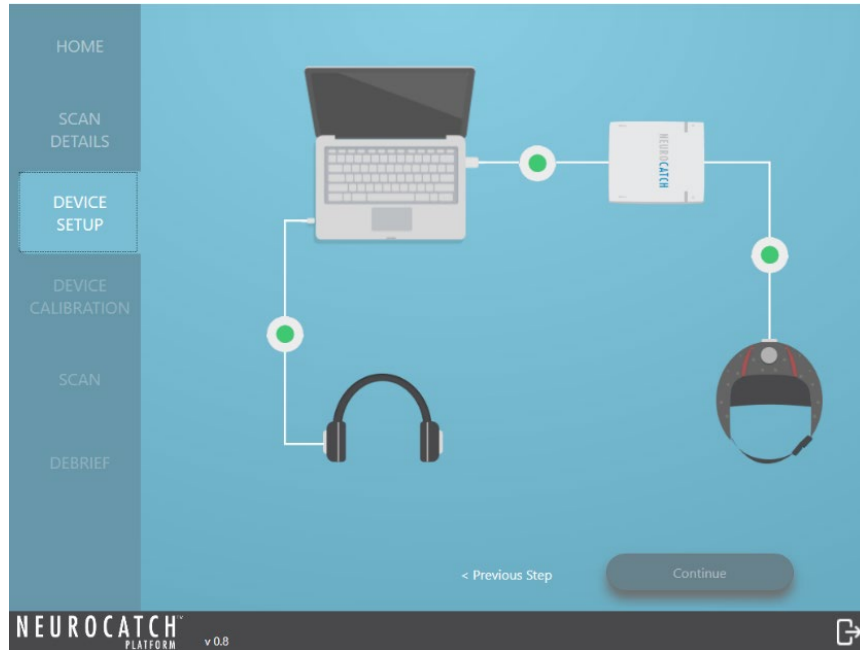 HOME
SCAN
DETAILS
DEVICE
SETUP
DEVICE
CALIBRATION
SCAN
DEBRIEF
NEUROCATCH
< Previous Step
Continue
NEUROCATCH
PLATFORM
v 0.8